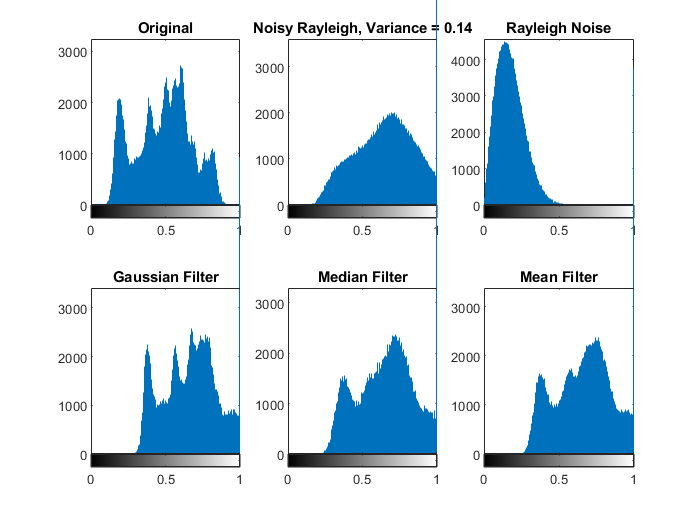 Original
3000
2000
1000
0
0 0.5 1
Noisy Rayleigh, Variance = 0.14
3000
2000
1000
0
0 0.5 1
Rayleigh Noise
4000
3000
2000
1000
0
0 0.5 1
Gaussian Filter
3000
2000
1000
0
0 0.5 1
Median Filter
3000
2000
1000
0
0 0.5 1
Mean Filter
3000
2000
1000
0
0 0.5 1